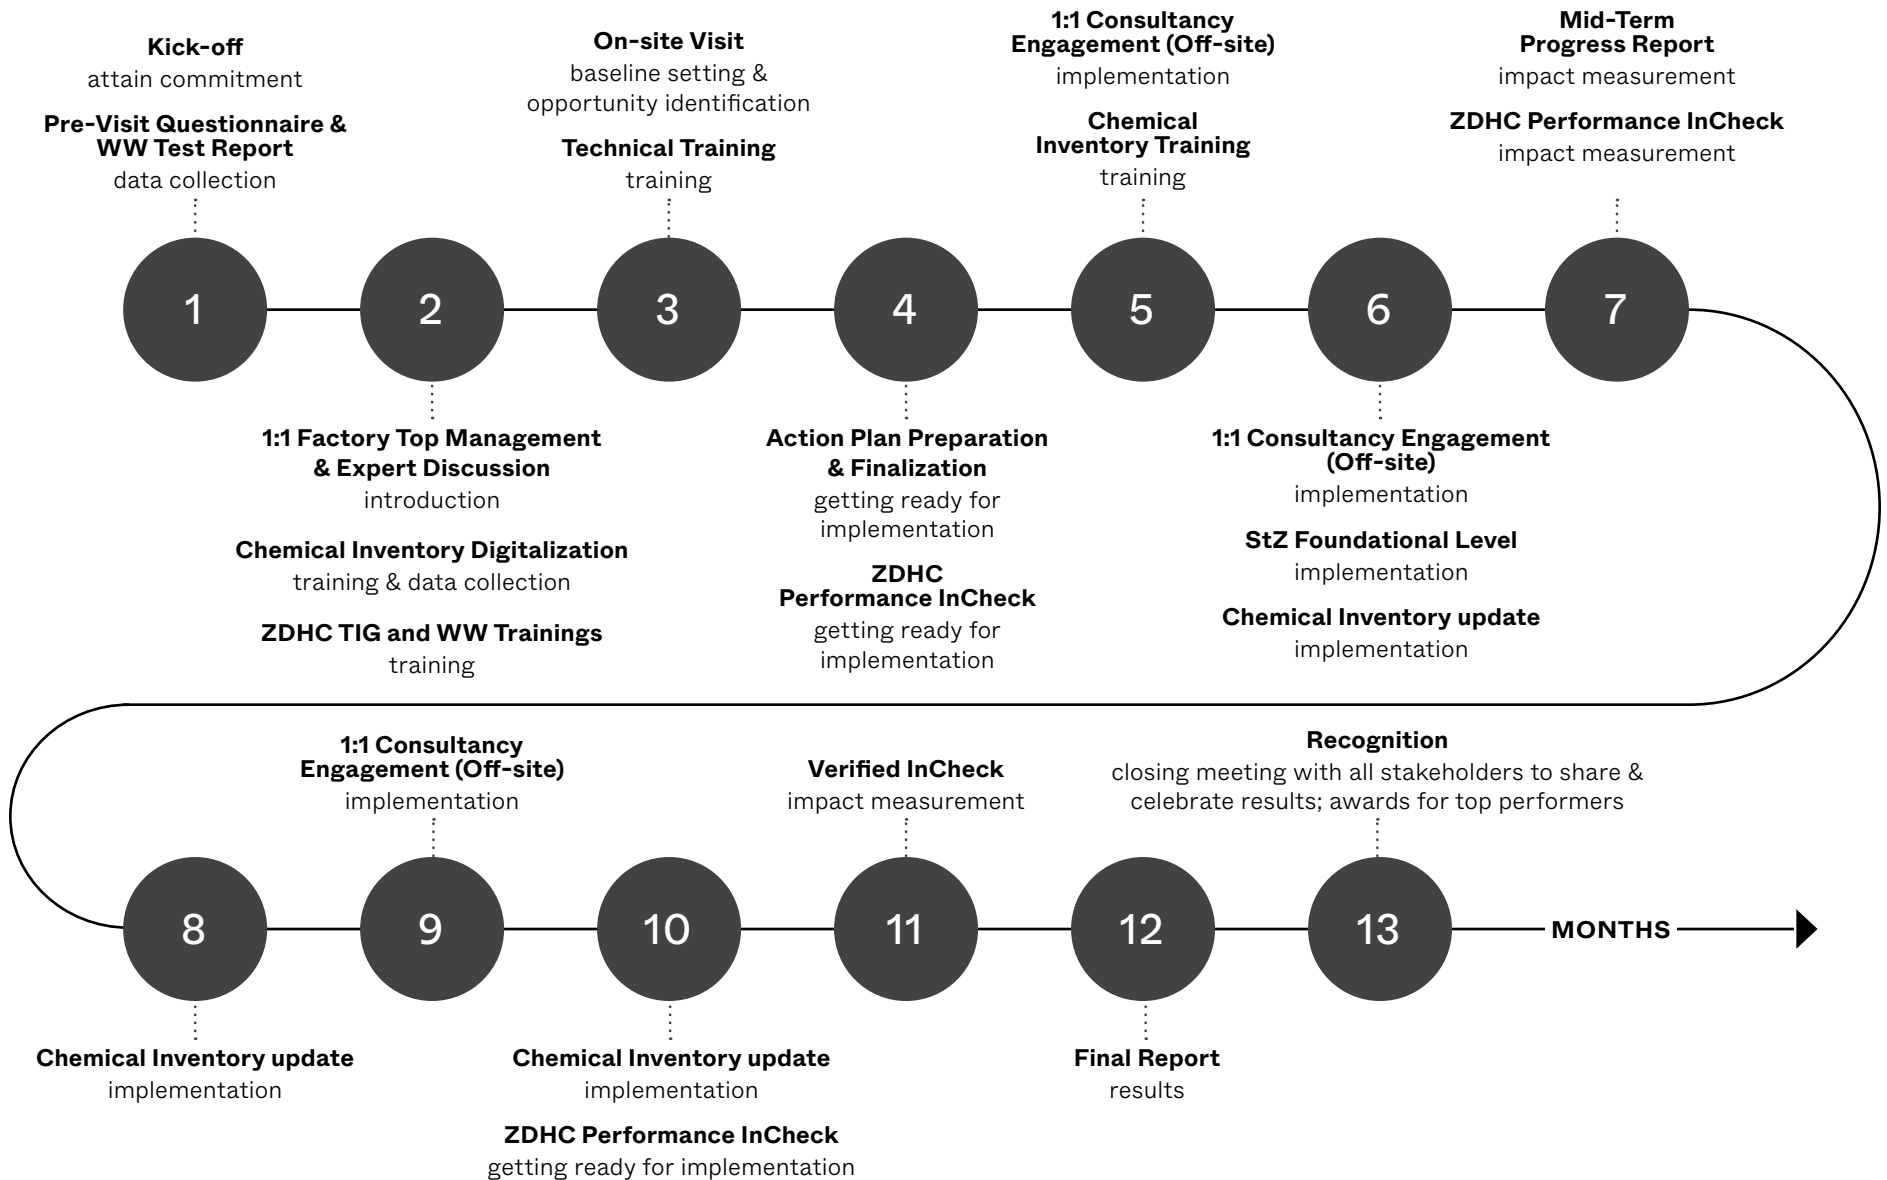 Kick-off
attain commitment
Pre-Visit Questionnaire &
WW Test Report
data collection
On-site Visit
baseline setting &
opportunity identification
Technical Training
training
1:1 Consultancy
Engagement (Off-site)
implementation
Chemical
Inventory Training
training
Mid-Term
Progress Report
impact measurement
ZDHC Performance InCheck
impact measurement
1
2
3
4
5
6
7
1:1 Factory Top Management
& Expert Discussion
introduction
Chemical Inventory Digitalization
training & data collection
ZDHC TIG and WW Trainings
training
Action Plan Preparation
& Finalization
getting ready for
implementation
ZDHC
Performance InCheck
getting ready for
implementation
1:1 Consultancy Engagement
(Off-site)
implementation
StZ Foundational Level
implementation
Chemical Inventory update
implementation
1:1 Consultancy
Engagement (Off-site)
implementation
Verified InCheck
impact measurement
Recognition
closing meeting with all stakeholders to share &
celebrate results; awards for top performers
8
9
10
11
12
13
MONTHS
Chemical Inventory update
implementation
Chemical Inventory update
implementation
ZDHC Performance InCheck
getting ready for implementation
Final Report
results